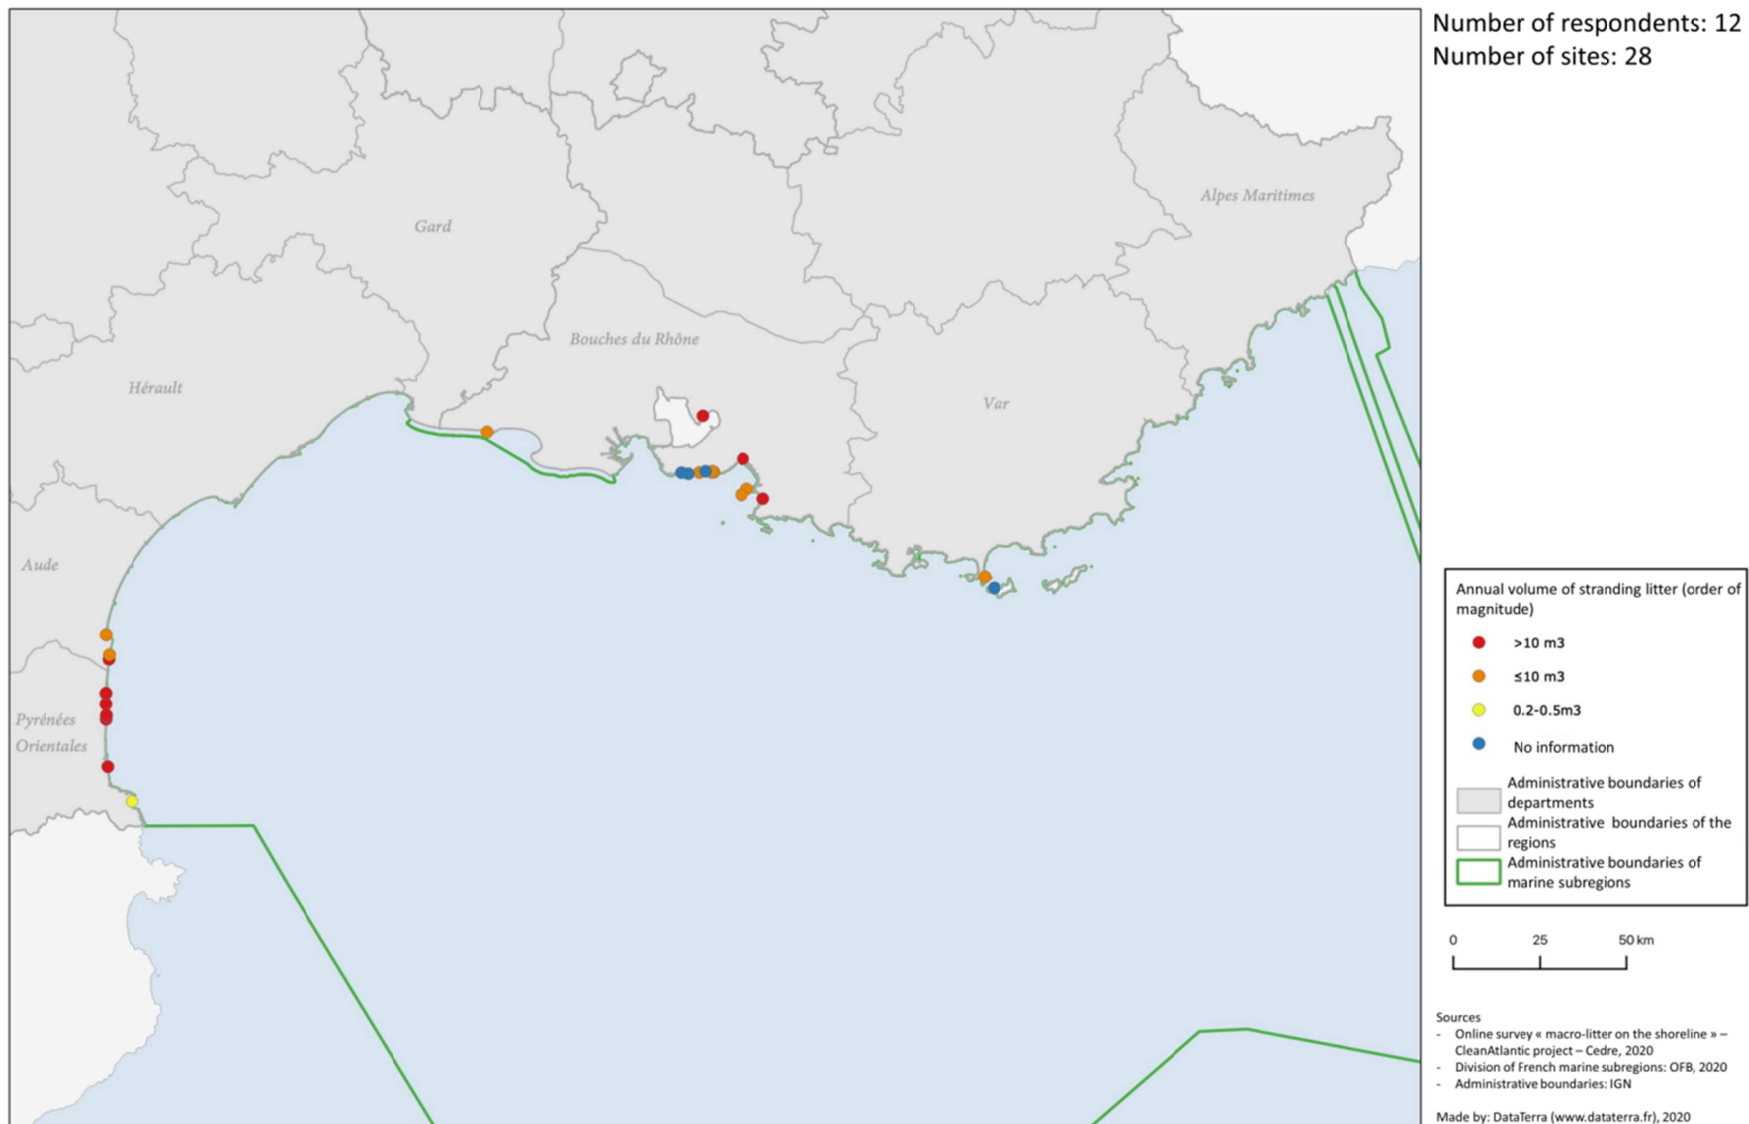 Number of respondents: 12
Number of sites: 28
Alpes Maritimes
Gard
Bouches du Rhône
Hérault
Var
Aude
Pyrénées
Orientales
Annual volume of stranding litter (order of
magnitude)
>10 m3
≤10 m3
0.2-0.5m3
No information
Administrative boundaries of
departments
Administrative boundaries of the
regions
Administrative boundaries of
marine subregions
0 25 50 km
Sources
- Online survey « macro-litter on the shoreline » –
CleanAtlantic project – Cedre, 2020
- Division of French marine subregions: OFB, 2020
- Administrative boundaries: IGN
Made by: DataTerra (www.dataterra.fr), 2020